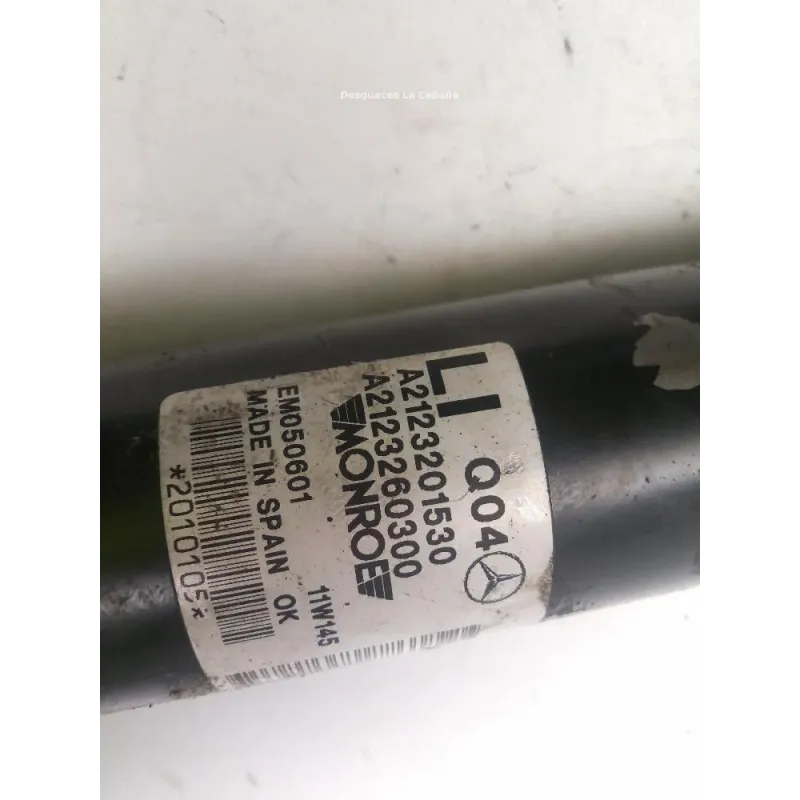 Desguaces La Cabaña
LI Q04
A2123201530
A2123260300
MONROE
EM050601 11W145
MADE IN SPAIN OK
*2010105*